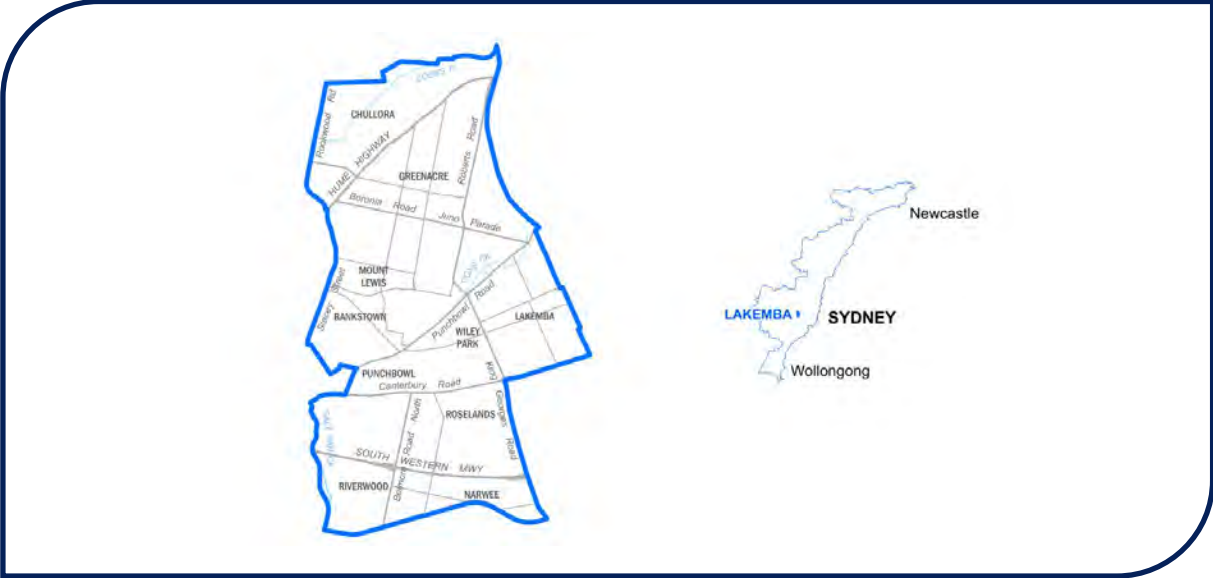 COOKS R
Rookwood Rd
CHULLORA
HUME HIGHWAY
Roberts Road
GREENACRE
Boronia Road
Juno Parade
MOUNT
LEWIS
Stacey Street
BANKSTOWN
Punchbowl Road
WILEY
PARK
LAKEMBA
PUNCHBOWL
Canterbury Road
King Georges Road
Belmore Road North
ROSELANDS
SOUTH WESTERN MWY
RIVERWOOD
NARWEE
Newcastle
LAKEMBA
SYDNEY
Wollongong